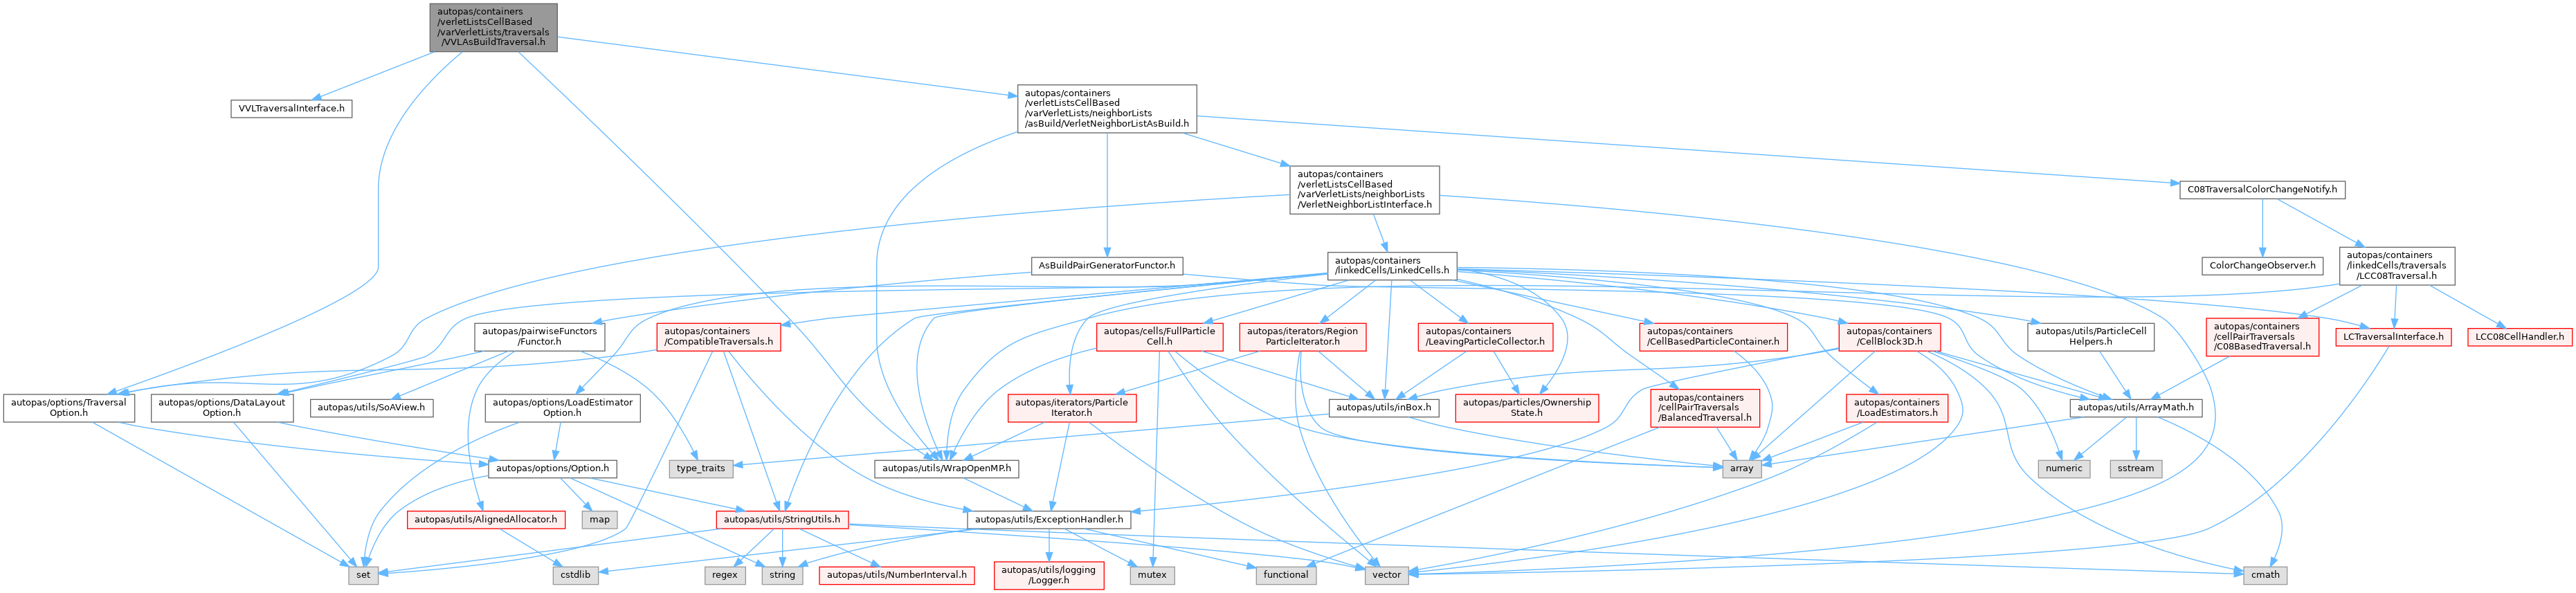 autopas/containers
/verletListsCellBased
/varVerletLists/traversals
/VVLAsBuildTraversal.h
VVLTraversalInterface.h
autopas/containers
/verletListsCellBased
/varVerletLists/neighborLists
/asBuild/VerletNeighborListAsBuild.h
autopas/containers
/verletListsCellBased
/varVerletLists/neighborLists
/VerletNeighborListInterface.h
C08TraversalColorChangeNotify.h
AsBuildPairGeneratorFunctor.h
autopas/containers
/linkedCells/LinkedCells.h
ColorChangeObserver.h
autopas/containers
/linkedCells/traversals
/LCC08Traversal.h
autopas/pairwiseFunctors
/Functor.h
autopas/containers
/CompatibleTraversals.h
autopas/cells/FullParticle
Cell.h
autopas/iterators/Region
ParticleIterator.h
autopas/containers
/LeavingParticleCollector.h
autopas/containers
/CellBasedParticleContainer.h
autopas/containers
/CellBlock3D.h
autopas/utils/ParticleCell
Helpers.h
autopas/containers
/cellPairTraversals
/C08BasedTraversal.h
LCTraversalInterface.h
LCC08CellHandler.h
autopas/options/Traversal
Option.h
autopas/options/DataLayout
Option.h
autopas/utils/SoAView.h
autopas/options/LoadEstimator
Option.h
autopas/iterators/Particle
Iterator.h
autopas/utils/inBox.h
autopas/particles/Ownership
State.h
autopas/containers
/cellPairTraversals
/BalancedTraversal.h
autopas/containers
/LoadEstimators.h
autopas/utils/ArrayMath.h
autopas/options/Option.h
type_traits
autopas/utils/WrapOpenMP.h
array
numeric
sstream
autopas/utils/AlignedAllocator.h
map
autopas/utils/StringUtils.h
autopas/utils/ExceptionHandler.h
set
cstdlib
regex
string
autopas/utils/NumberInterval.h
autopas/utils/logging
/Logger.h
mutex
functional
vector
cmath